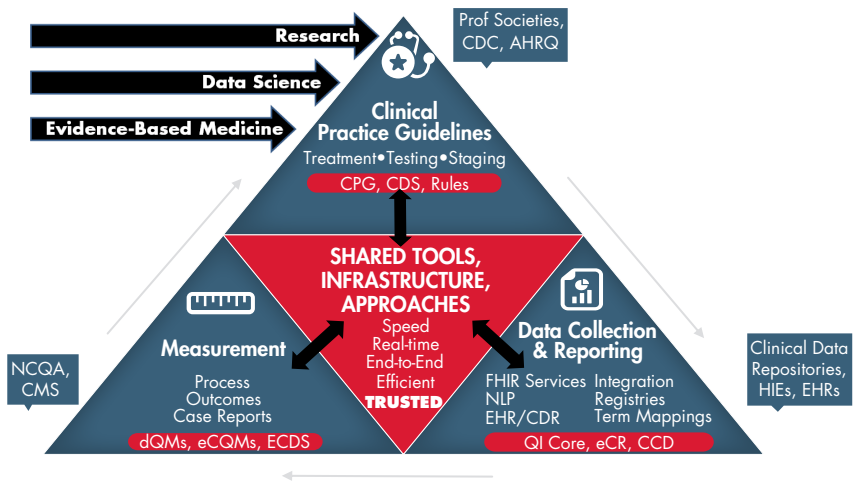 Research
Data Science
Evidence-Based Medicine
Prof Societies,
CDC, AHRQ
Clinical
Practice Guidelines
Treatment•Testing•Staging
CPG, CDS, Rules
SHARED TOOLS,
INFRASTRUCTURE,
APPROACHES
Speed
Real-time
End-to-End
Efficient
TRUSTED
Measurement
Process
Outcomes
Case Reports
dQMs, eCQMs, ECDS
NCQA,
CMS
Data Collection
& Reporting
FHIR Services
NLP
EHR/CDR
Integration
Registries
Term Mappings
QI Core, eCR, CCD
Clinical Data
Repositories,
HIEs, EHRs